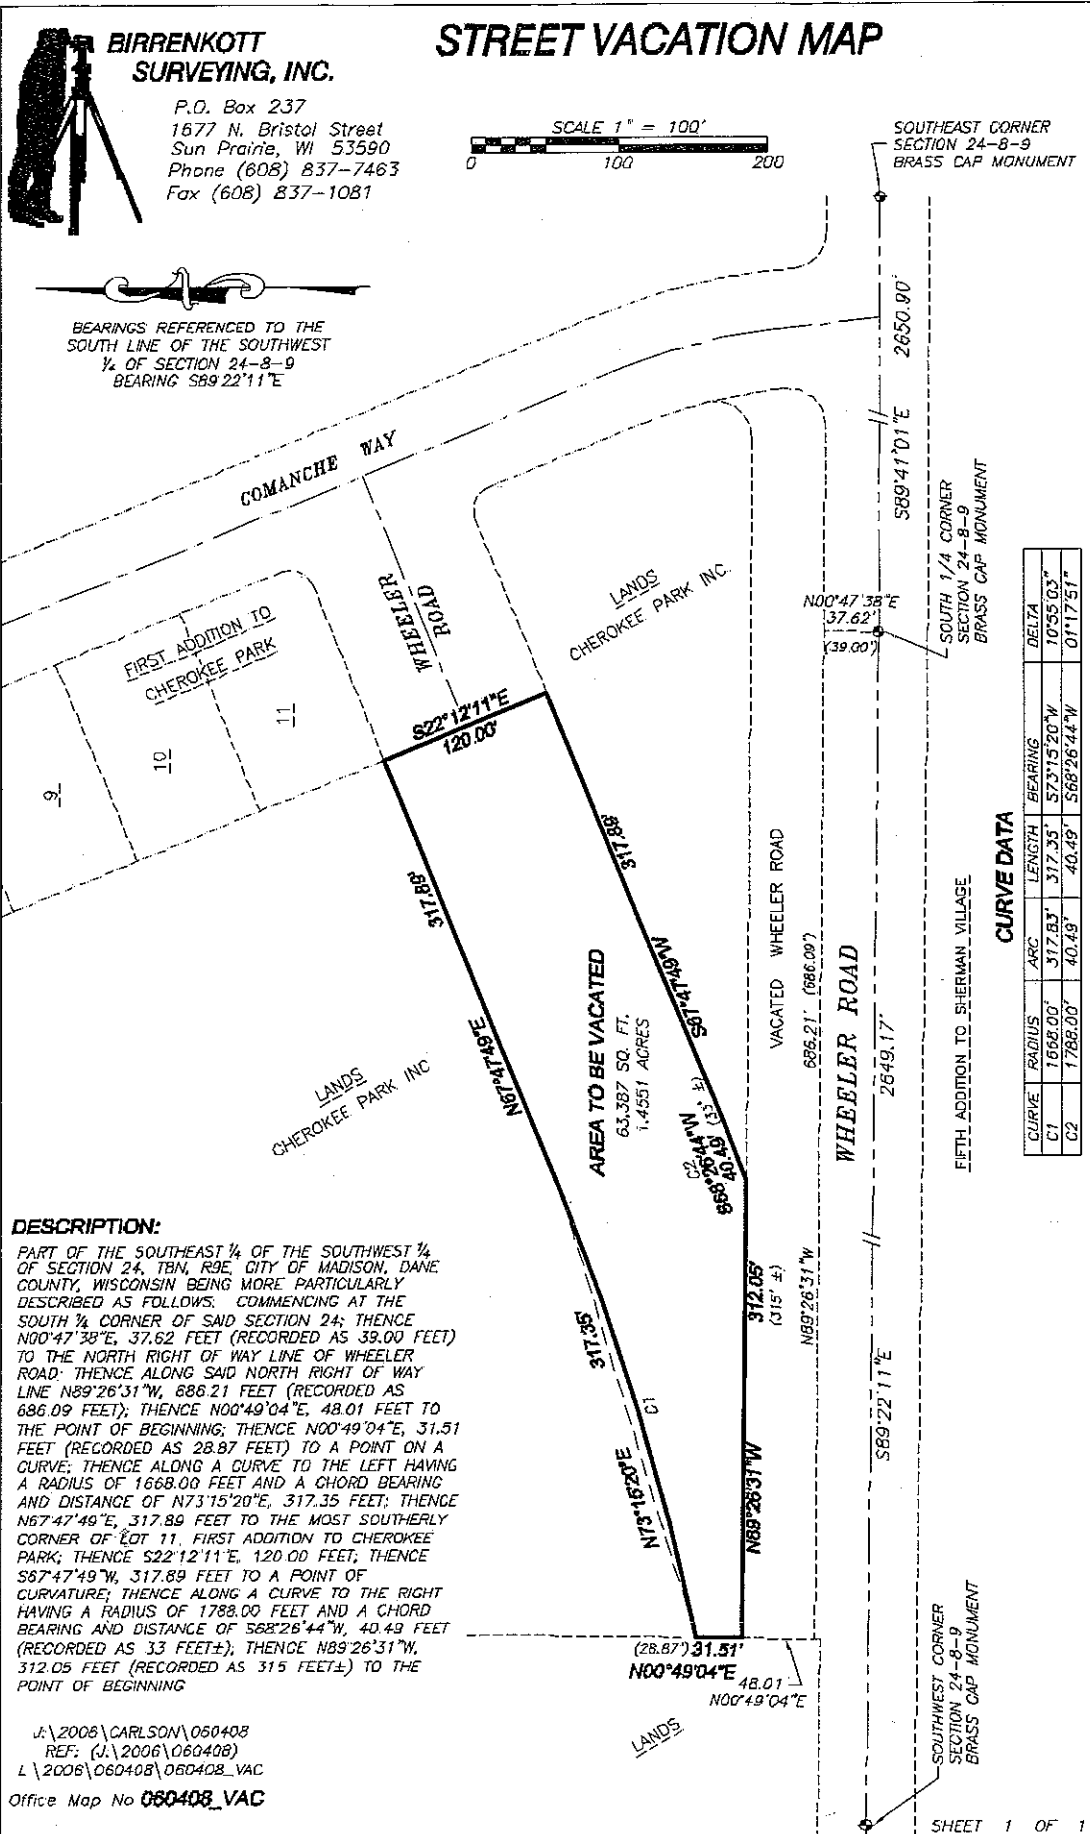 BIRRENKOTT
SURVEYING, INC.
P.O. Box 237
1677 N. Bristol Street
Sun Prairie, WI 53590
Phone (608) 837-7463
Fax (608) 837-1081
STREET VACATION MAP
SCALE 1" = 100'
0 100 200
SOUTHEAST CORNER
SECTION 24-8-9
BRASS CAP MONUMENT
BEARINGS REFERENCED TO THE
SOUTH LINE OF THE SOUTHWEST
¼ OF SECTION 24-8-9
BEARING S89°22'11"E
2650.90'
S89°41'01"E
COMANCHE WAY
WHEELER
ROAD
LANDS
CHEROKEE PARK INC.
N00°47'38"E
37.62'
(39.00')
SOUTH 1/4 CORNER
SECTION 24-8-9
BRASS CAP MONUMENT
FIRST ADDITION TO
CHEROKEE PARK
9
10
11
S22°12'11"E
120.00'
317.89'
N67°47'49"E
317.89'
S67°47'49"W
AREA TO BE VACATED
63,387 SQ. FT.
1.4551 ACRES
C2
S68°26'44"W
40.49' (33' ±)
VACATED WHEELER ROAD
686.21' (686.09')
N89°26'31"W
WHEELER ROAD
2649.17'
S89°22'11"E
FIFTH ADDITION TO SHERMAN VILLAGE
CURVE DATA
CURVE RADIUS ARC LENGTH BEARING DELTA
C1 1668.00' 317.83' 317.35' S73°15'20"W 10°55'03"
C2 1788.00' 40.49' 40.49' S68°26'44"W 01°17'51"
LANDS
CHEROKEE PARK INC
312.05'
(315' ±)
N89°26'31"W
317.35'
C1
N73°15'20"E
(28.87') 31.51'
N00°49'04"E
48.01'
N00°49'04"E
LANDS
SOUTHWEST CORNER
SECTION 24-8-9
BRASS CAP MONUMENT
DESCRIPTION:
PART OF THE SOUTHEAST ¼ OF THE SOUTHWEST ¼
OF SECTION 24, T8N, R9E, CITY OF MADISON, DANE
COUNTY, WISCONSIN BEING MORE PARTICULARLY
DESCRIBED AS FOLLOWS: COMMENCING AT THE
SOUTH ¼ CORNER OF SAID SECTION 24; THENCE
N00°47'38"E, 37.62 FEET (RECORDED AS 39.00 FEET)
TO THE NORTH RIGHT OF WAY LINE OF WHEELER
ROAD; THENCE ALONG SAID NORTH RIGHT OF WAY
LINE N89°26'31"W, 686.21 FEET (RECORDED AS
686.09 FEET); THENCE N00°49'04"E, 48.01 FEET TO
THE POINT OF BEGINNING; THENCE N00°49'04"E, 31.51
FEET (RECORDED AS 28.87 FEET) TO A POINT ON A
CURVE; THENCE ALONG A CURVE TO THE LEFT HAVING
A RADIUS OF 1668.00 FEET AND A CHORD BEARING
AND DISTANCE OF N73°15'20"E, 317.35 FEET; THENCE
N67°47'49"E, 317.89 FEET TO THE MOST SOUTHERLY
CORNER OF LOT 11, FIRST ADDITION TO CHEROKEE
PARK; THENCE S22°12'11"E, 120.00 FEET; THENCE
S67°47'49"W, 317.89 FEET TO A POINT OF
CURVATURE; THENCE ALONG A CURVE TO THE RIGHT
HAVING A RADIUS OF 1788.00 FEET AND A CHORD
BEARING AND DISTANCE OF S68°26'44"W, 40.49 FEET
(RECORDED AS 33 FEET±); THENCE N89°26'31"W,
312.05 FEET (RECORDED AS 315 FEET±) TO THE
POINT OF BEGINNING
J:\2006\CARLSON\060408
REF: (J:\2006\060408)
L\2006\060408\060408_VAC
Office Map No 060408_VAC
SHEET 1 OF 1